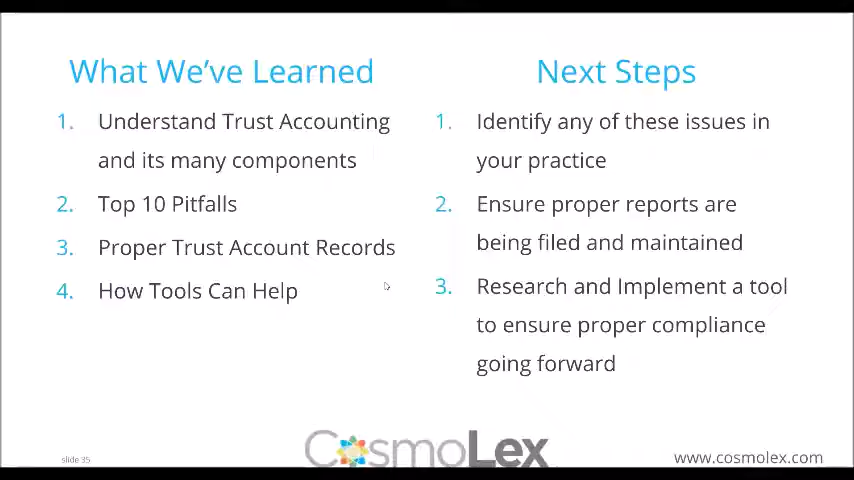 What We've Learned
1. Understand Trust Accounting
and its many components
2. Top 10 Pitfalls
3. Proper Trust Account Records
4. How Tools Can Help
Next Steps
1. Identify any of these issues in
your practice
2. Ensure proper reports are
being filed and maintained
3. Research and Implement a tool
to ensure proper compliance
going forward
slide 35
CosmoLex
www.cosmolex.com